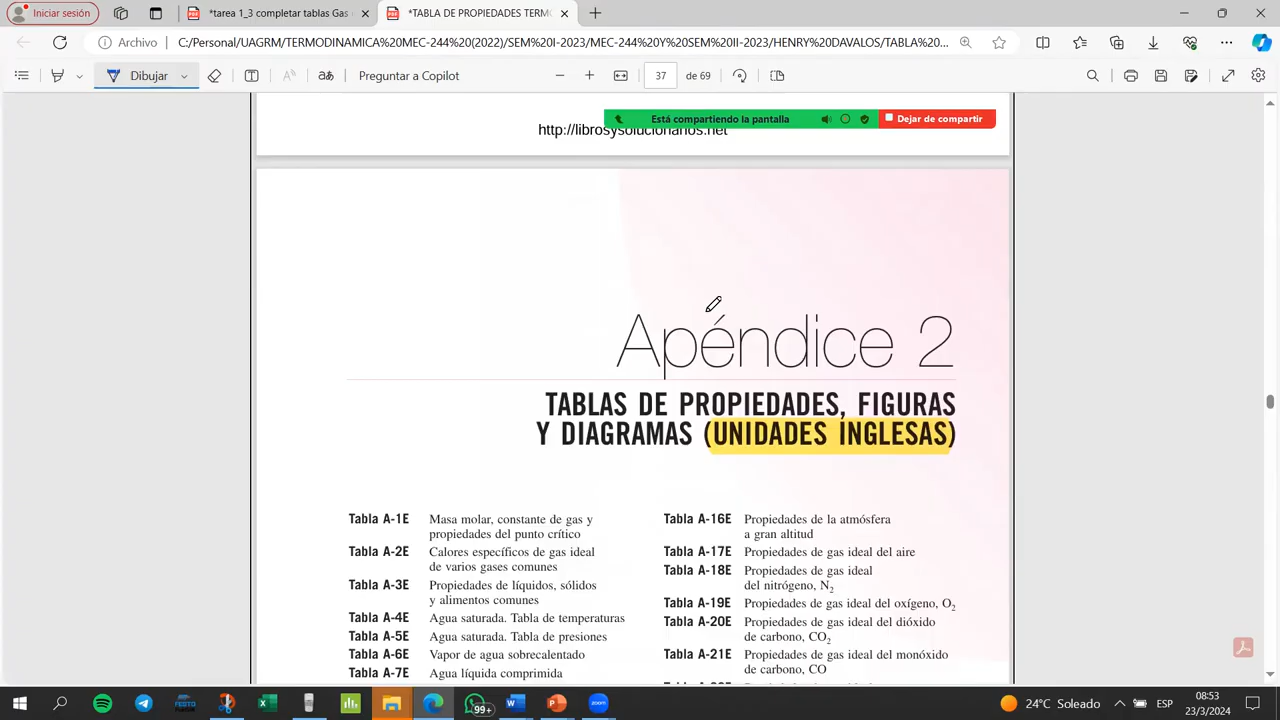 Iniciar sesión
*tarea 1_3 completar tablas Gas
*TABLA DE PROPIEDADES TERM
Archivo
C:/Personal/UAGRM/TERMODINAMICA%20MEC-244%20(2022)/SEM%20I-2023/MEC-244%20Y%20SEM%20II-2023/HENRY%20DAVALOS/TABLA%20...
Dibujar
Preguntar a Copilot
37
de 69
Está compartiendo la pantalla
Dejar de compartir
http://librosysolucionarios.net
Apéndice 2
TABLAS DE PROPIEDADES, FIGURAS
Y DIAGRAMAS (UNIDADES INGLESAS)
Tabla A-1E Masa molar, constante de gas y
propiedades del punto crítico
Tabla A-2E Calores específicos de gas ideal
de varios gases comunes
Tabla A-3E Propiedades de líquidos, sólidos
y alimentos comunes
Tabla A-4E Agua saturada. Tabla de temperaturas
Tabla A-5E Agua saturada. Tabla de presiones
Tabla A-6E Vapor de agua sobrecalentado
Tabla A-7E Agua líquida comprimida
Tabla A-16E Propiedades de la atmósfera
a gran altitud
Tabla A-17E Propiedades de gas ideal del aire
Tabla A-18E Propiedades de gas ideal
del nitrógeno, N2
Tabla A-19E Propiedades de gas ideal del oxígeno, O2
Tabla A-20E Propiedades de gas ideal del dióxido
de carbono, CO2
Tabla A-21E Propiedades de gas ideal del monóxido
de carbono, CO
99+
24°C Soleado
ESP
08:53
23/3/2024